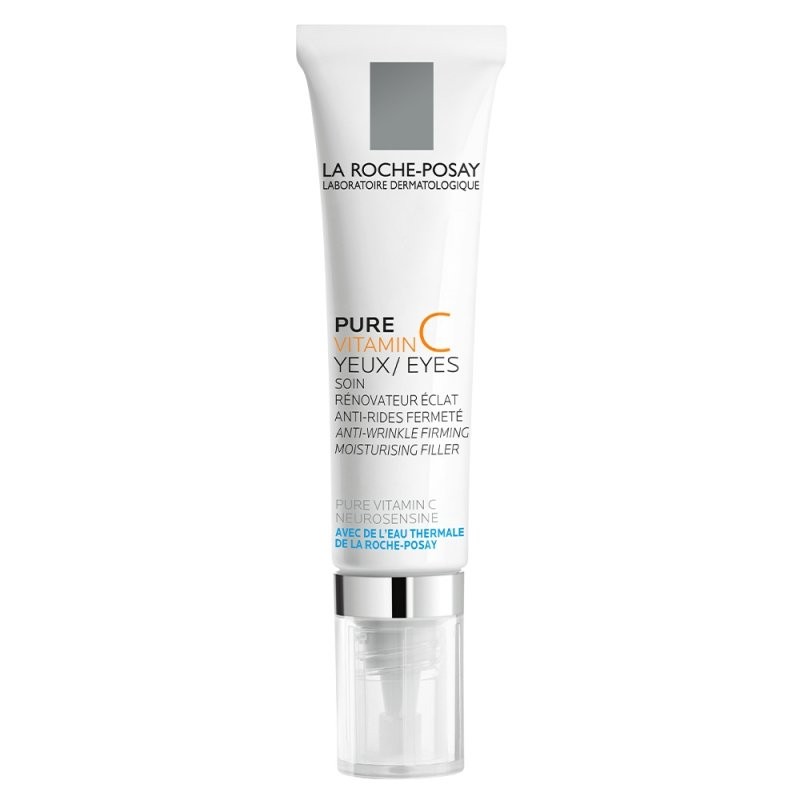 LA ROCHE-POSAY
LABORATOIRE DERMATOLOGIQUE
PURE
VITAMIN C
YEUX / EYES
SOIN
RÉNOVATEUR ÉCLAT
ANTI-RIDES FERMETÉ
ANTI-WRINKLE FIRMING
MOISTURISING FILLER
PURE VITAMIN C
NEUROSENSINE
AVEC DE L'EAU THERMALE
DE LA ROCHE-POSAY